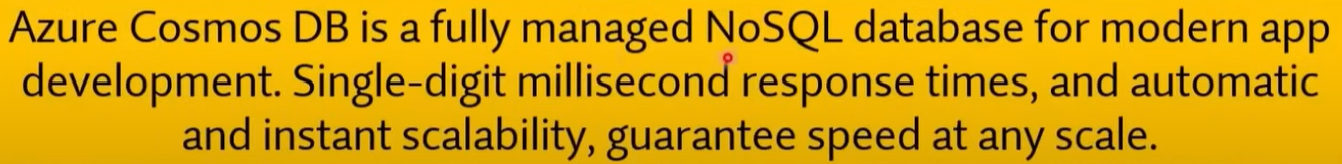 Azure Cosmos DB is a fully managed NoSQL database for modern app
development. Single-digit millisecond response times, and automatic
and instant scalability, guarantee speed at any scale.